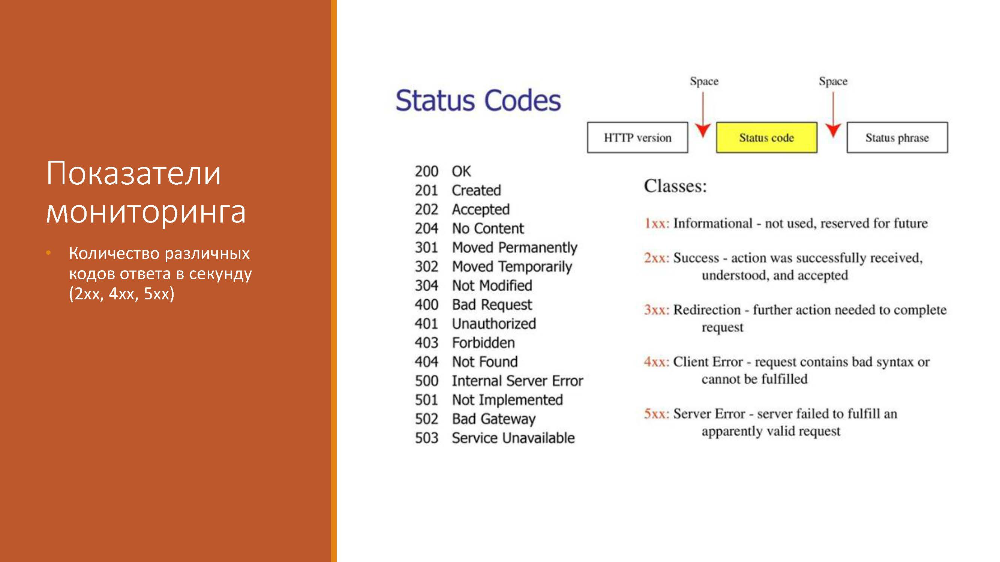 Показатели
мониторинга
• Количество различных
кодов ответа в секунду
(2xx, 4xx, 5xx)
Status Codes
Space Space
HTTP version Status code Status phrase
200 OK
201 Created
202 Accepted
204 No Content
301 Moved Permanently
302 Moved Temporarily
304 Not Modified
400 Bad Request
401 Unauthorized
403 Forbidden
404 Not Found
500 Internal Server Error
501 Not Implemented
502 Bad Gateway
503 Service Unavailable
Classes:
1xx: Informational - not used, reserved for future
2xx: Success - action was successfully received,
understood, and accepted
3xx: Redirection - further action needed to complete
request
4xx: Client Error - request contains bad syntax or
cannot be fulfilled
5xx: Server Error - server failed to fulfill an
apparently valid request